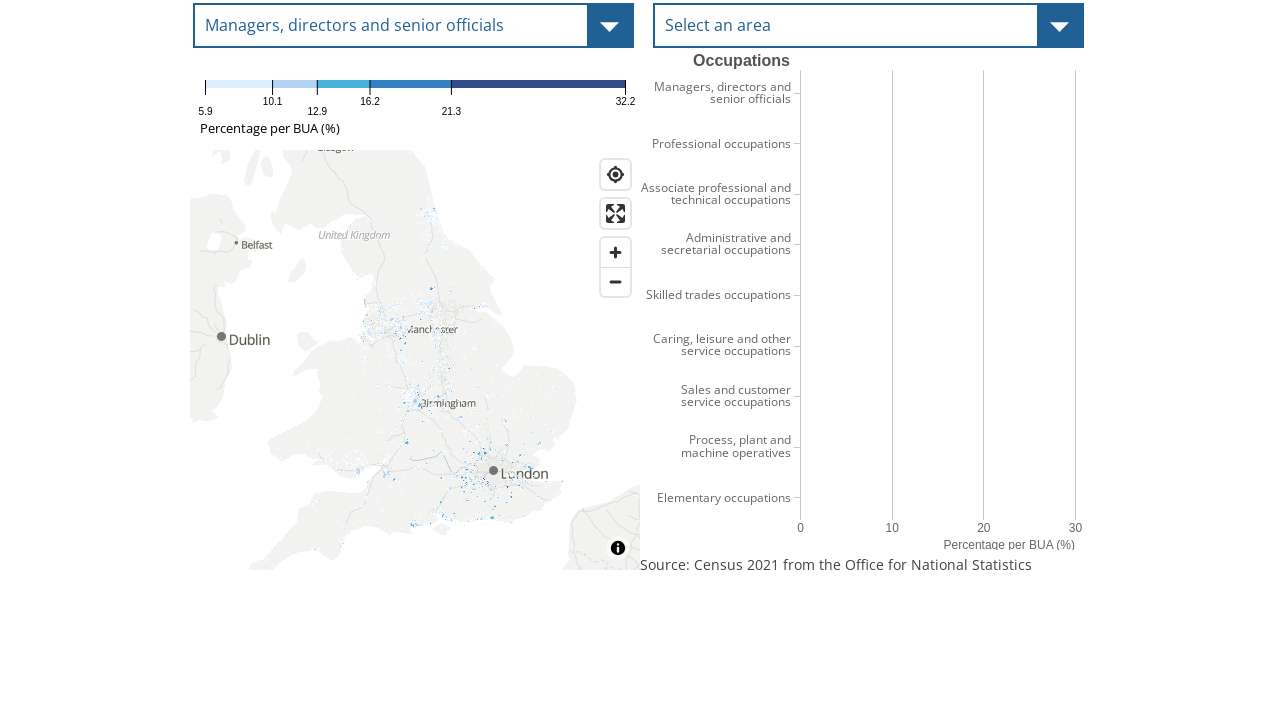 Managers, directors and senior officials
Select an area
5.9
10.1
12.9
16.2
21.3
32.2
Percentage per BUA (%)
Glasgow
United Kingdom
Belfast
Dublin
Manchester
Birmingham
London
Occupations
Managers, directors and
senior officials
Professional occupations
Associate professional and
technical occupations
Administrative and
secretarial occupations
Skilled trades occupations
Caring, leisure and other
service occupations
Sales and customer
service occupations
Process, plant and
machine operatives
Elementary occupations
0
10
20
30
Percentage per BUA (%)
Source: Census 2021 from the Office for National Statistics